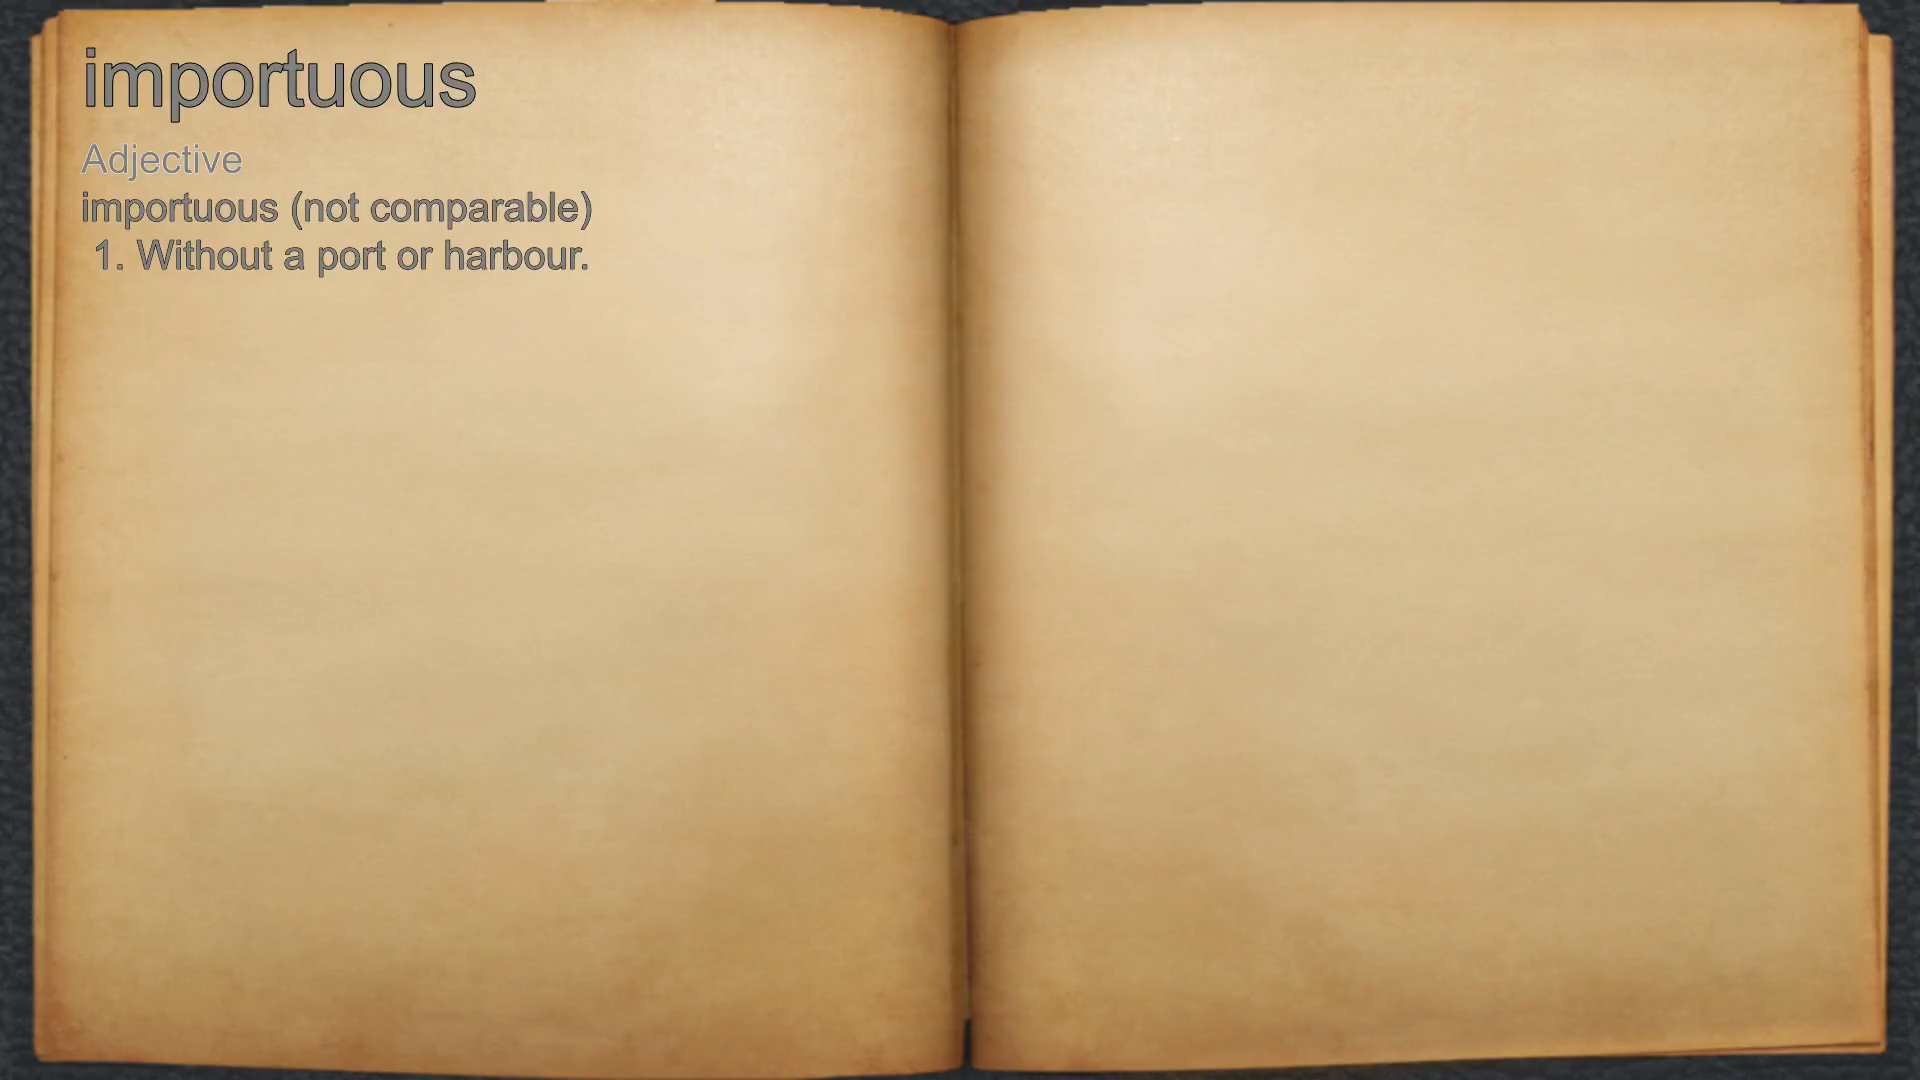 importuous
Adjective
importuous (not comparable)
1. Without a port or harbour.